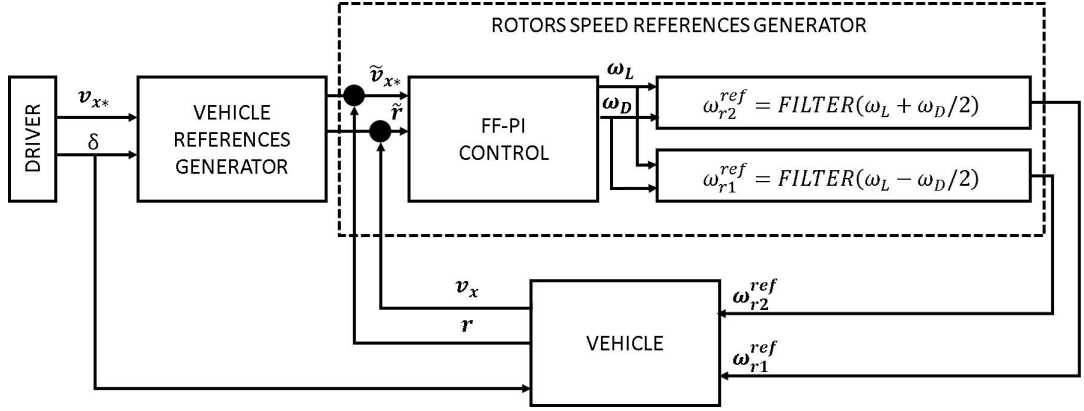 ROTORS SPEED REFERENCES GENERATOR
DRIVER
v_{x*}
δ
VEHICLE
REFERENCES
GENERATOR
ṽ_{x*}
r̃
FF-PI
CONTROL
ω_L
ω_D
ω_{r2}^{ref} = FILTER(ω_L + ω_D/2)
ω_{r1}^{ref} = FILTER(ω_L − ω_D/2)
v_x
r
VEHICLE
ω_{r2}^{ref}
ω_{r1}^{ref}